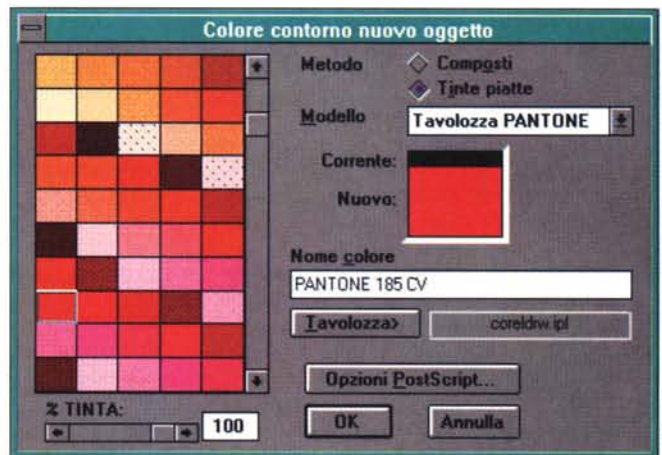 Colore contorno nuovo oggetto
Metodo
Composti
Tinte piatte
Modello
Tavolozza PANTONE
Corrente:
Nuovo:
Nome colore
PANTONE 185 CV
Tavolozza>
coreldrw.ipl
Opzioni PostScript...
% TINTA:
100
OK
Annulla